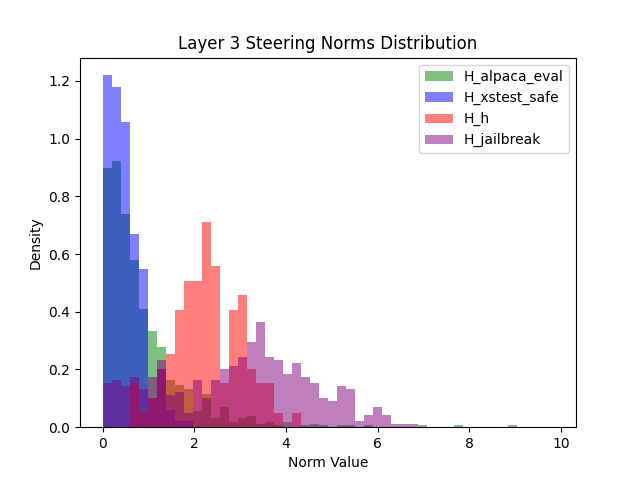 Layer 3 Steering Norms Distribution
H_alpaca_eval
H_xstest_safe
H_h
H_jailbreak
Density
1.2
1.0
0.8
0.6
0.4
0.2
0.0
0 2 4 6 8 10
Norm Value